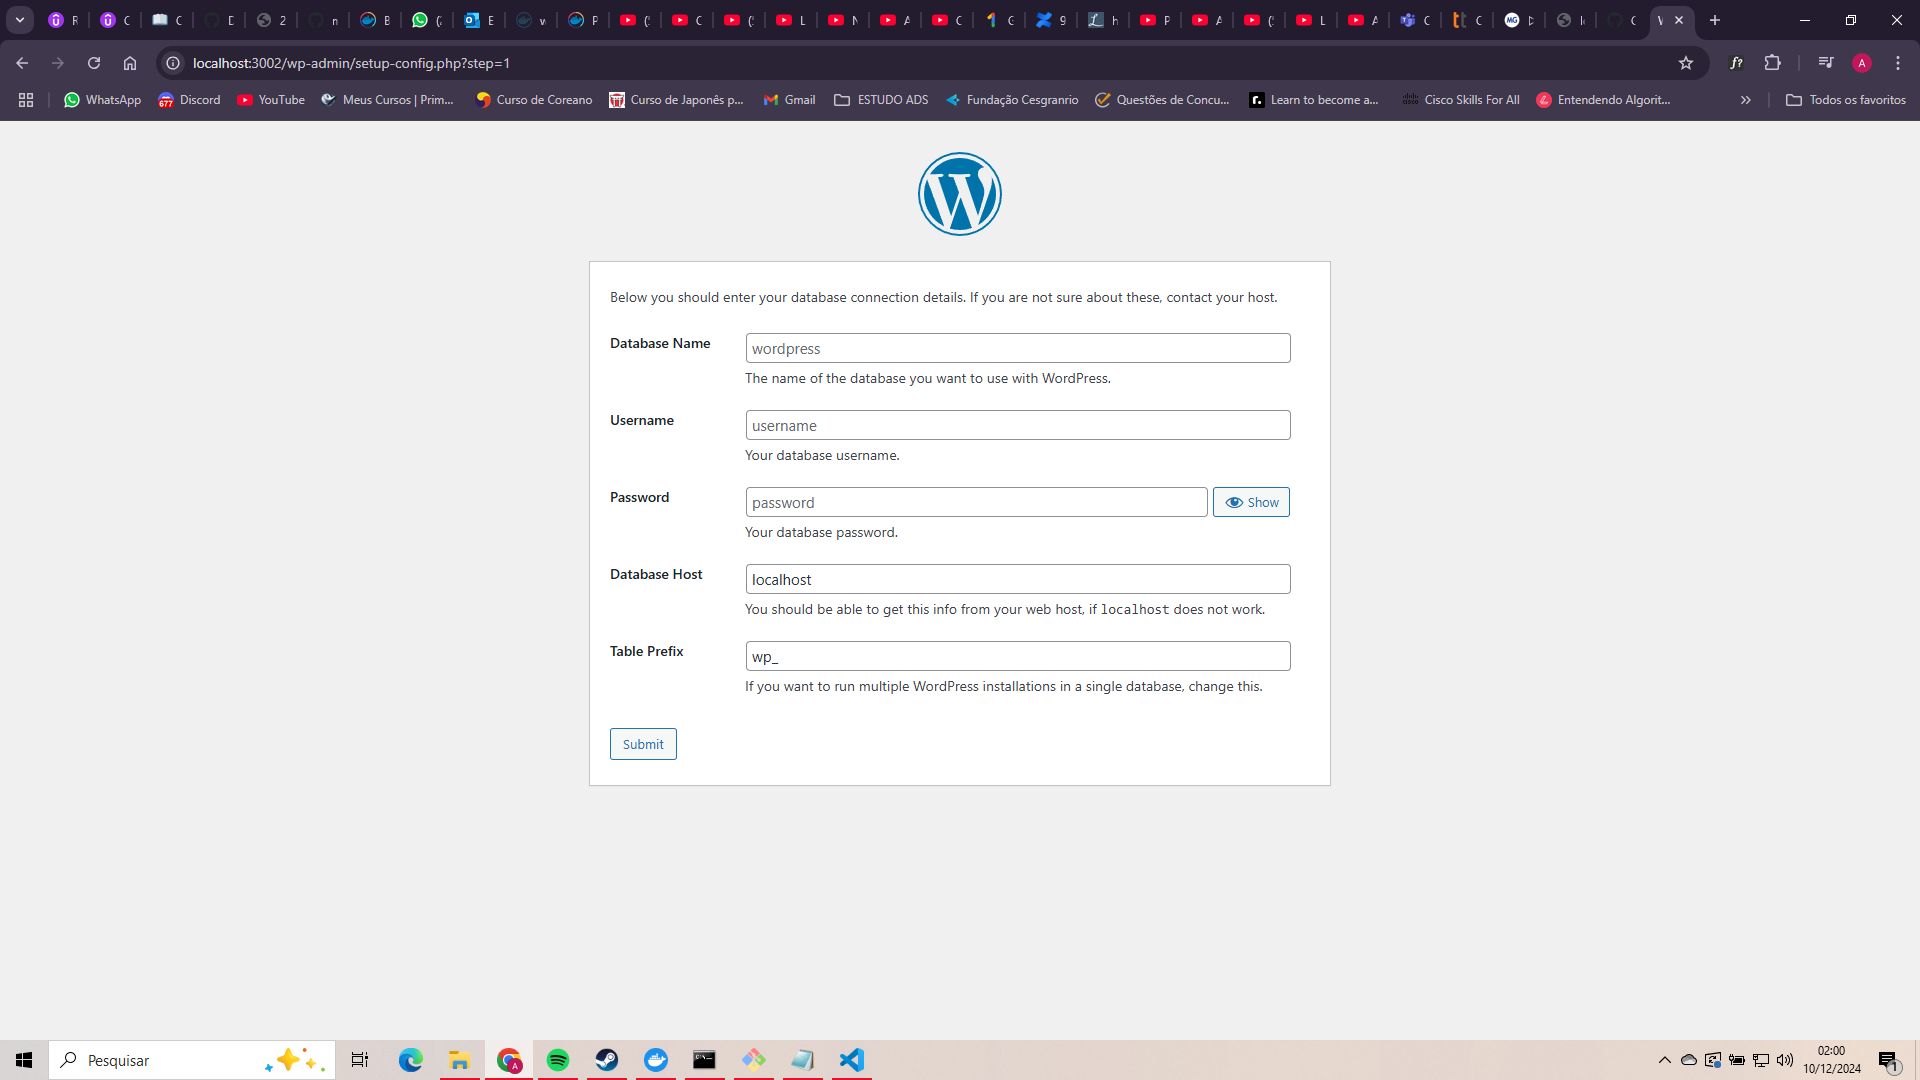 localhost:3002/wp-admin/setup-config.php?step=1
WhatsApp
Discord
YouTube
Meus Cursos | Prim...
Curso de Coreano
Curso de Japonês p...
Gmail
ESTUDO ADS
Fundação Cesgranrio
Questões de Concu...
Learn to become a...
Cisco Skills For All
Entendendo Algorit...
Todos os favoritos
Below you should enter your database connection details. If you are not sure about these, contact your host.
Database Name
wordpress
The name of the database you want to use with WordPress.
Username
username
Your database username.
Password
password
Show
Your database password.
Database Host
localhost
You should be able to get this info from your web host, if localhost does not work.
Table Prefix
wp_
If you want to run multiple WordPress installations in a single database, change this.
Submit
Pesquisar
02:00
10/12/2024
1